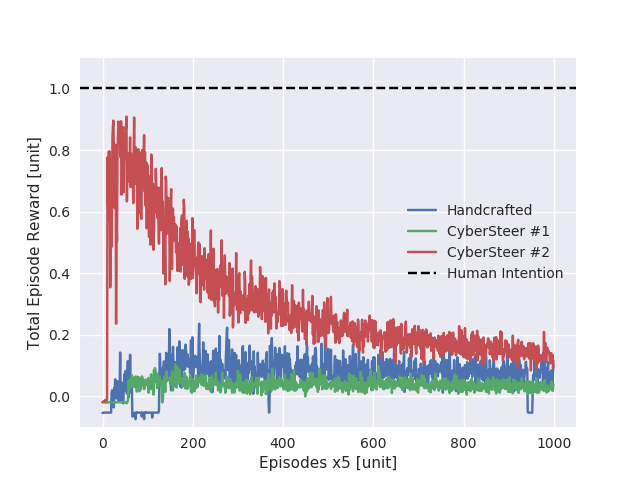 1.0
0.8
0.6
0.4
0.2
0.0
Total Episode Reward [unit]
Handcrafted
CyberSteer #1
CyberSteer #2
Human Intention
0 200 400 600 800 1000
Episodes x5 [unit]